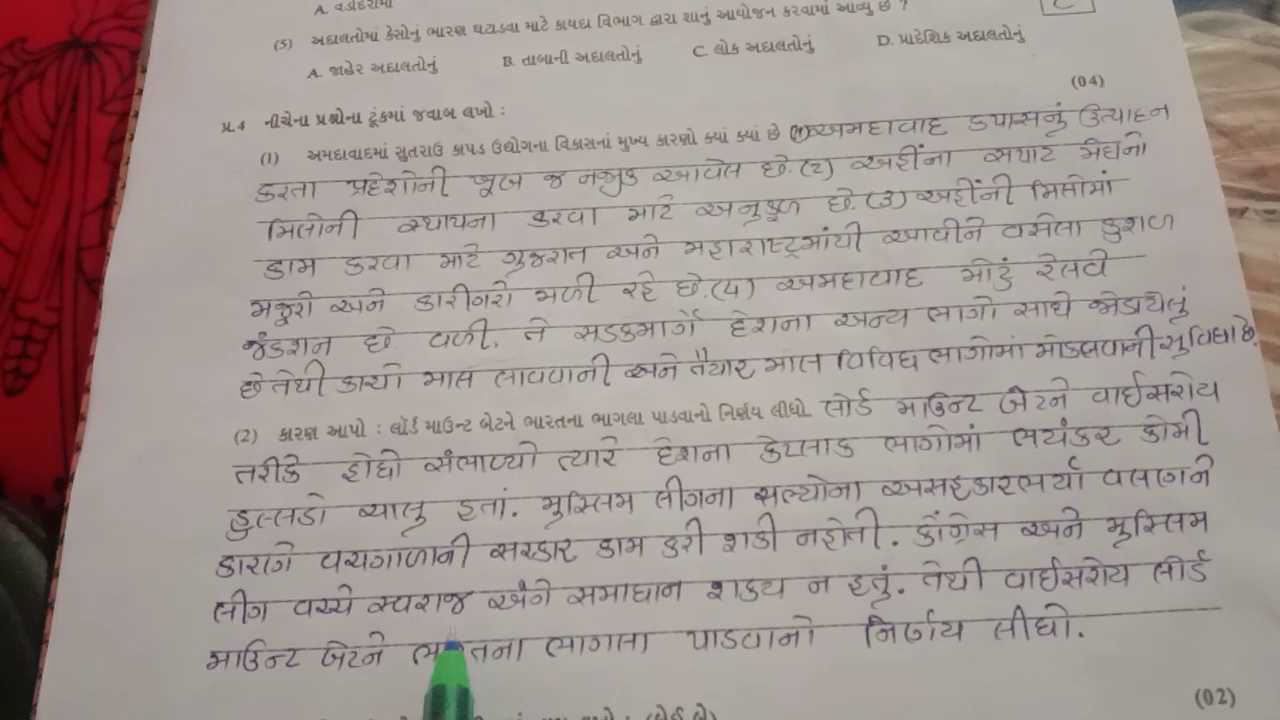 A. વડોદરામાં
(5) અદાલતોમાં કેસોનું ભારણ ઘટાડવા માટે કાયદા વિભાગ દ્વારા શાનું આયોજન કરવામાં આવ્યુ છે ?
A. જાહેર અદાલતોનું B. તાબાની અદાલતોનું C. લોક અદાલતોનું D. પ્રાદેશિક અદાલતોનું
(04)
પ્ર.4 નીચેના પ્રશ્નોના ટૂંકમાં જવાબ લખો :
(1) અમદાવાદમાં સુતરાઉ કાપડ ઉદ્યોગના વિકાસનાં મુખ્ય કારણો ક્યાં ક્યાં છે (૧) અમદાવાદ કપાસનું ઉત્પાદન
કરતા પ્રદેશોની ખૂબ જ નજીક આવેલ છે. (૨) અહીંના સપાટ મેદાનો
મિલોની સ્થાપના કરવા માટે અનુકૂળ છે. (૩) અહીંની મિલોમાં
કામ કરવા માટે ગુજરાત અને મહારાષ્ટ્રમાંથી આવીને વસેલા કુશળ
મજૂરો અને કારીગરો મળી રહે છે. (૪) અમદાવાદ મોટું રેલવે
જંકશન છે વળી, તે સડકમાર્ગે દેશના અન્ય ભાગો સાથે જોડાયેલું
છે તેથી કાચો માલ લાવવાની અને તૈયાર માલ વિવિધ ભાગોમાં મોકલવાની સુવિધા છે.
(2) કારણ આપો : લૉર્ડ માઉન્ટ બેટને ભારતના ભાગલા પાડવાનો નિર્ણય લીધો. લોર્ડ માઉન્ટ બેટને વાઈસરોય
તરીકે હોદ્દો સંભાળ્યો ત્યારે દેશના કેટલાક ભાગોમાં ભયંકર કોમી
હુલ્લડો ચાલુ હતાં. મુસ્લિમ લીગના સભ્યોના અસહકારભર્યા વલણને
કારણે વચગાળાની સરકાર કામ કરી શકી નહોતી. કોંગ્રેસ અને મુસ્લિમ
લીગ વચ્ચે સ્વરાજ અંગે સમાધાન શક્ય ન હતું. તેથી વાઈસરોય લોર્ડ
માઉન્ટ બેટને ભારતના ભાગલા પાડવાનો નિર્ણય લીધો.
(02)